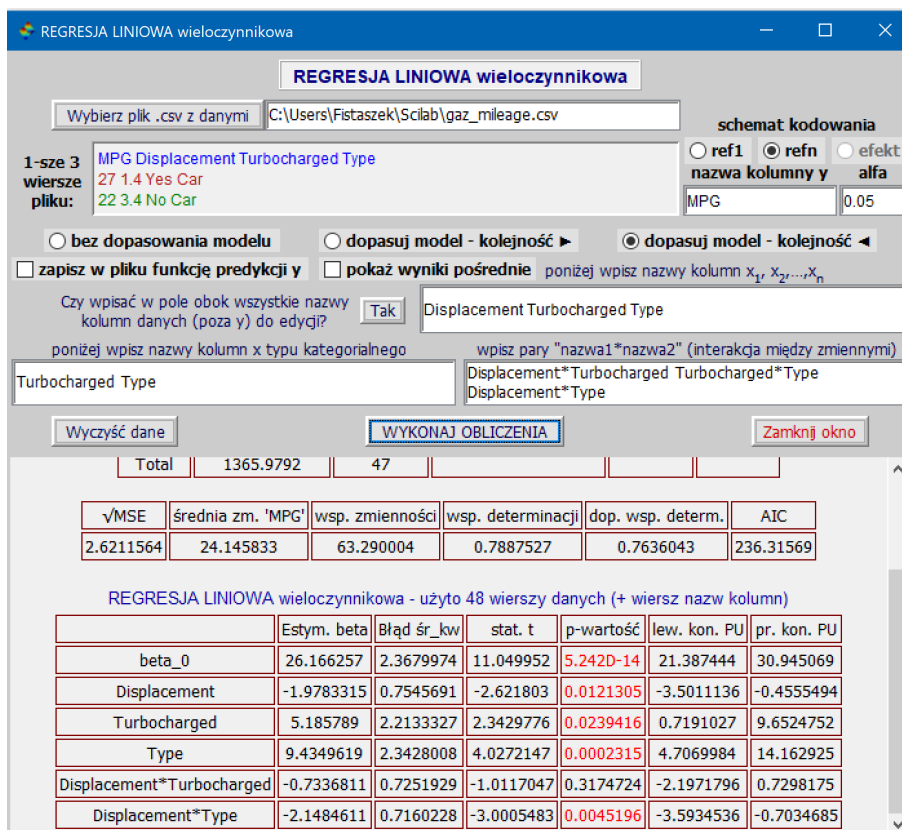 REGRESJA LINIOWA wieloczynnikowa
REGRESJA LINIOWA wieloczynnikowa
Wybierz plik .csv z danymi C:\Users\Fistaszek\Scilab\gaz_mileage.csv
schemat kodowania
ref1 refn efekt
1-sze 3 wiersze pliku:
MPG Displacement Turbocharged Type
27 1.4 Yes Car
22 3.4 No Car
nazwa kolumny y alfa
MPG 0.05
bez dopasowania modelu dopasuj model - kolejność ► dopasuj model - kolejność ◄
zapisz w pliku funkcję predykcji y pokaż wyniki pośrednie poniżej wpisz nazwy kolumn x1, x2,...,xn
Czy wpisać w pole obok wszystkie nazwy
kolumn danych (poza y) do edycji?
Tak
Displacement Turbocharged Type
poniżej wpisz nazwy kolumn x typu kategorialnego wpisz pary "nazwa1*nazwa2" (interakcja między zmiennymi)
Turbocharged Type
Displacement*Turbocharged Turbocharged*Type
Displacement*Type
Wyczyść dane WYKONAJ OBLICZENIA Zamknij okno
Total 1365.9792 47
√MSE średnia zm. 'MPG' wsp. zmienności wsp. determinacji dop. wsp. determ. AIC
2.6211564 24.145833 63.290004 0.7887527 0.7636043 236.31569
REGRESJA LINIOWA wieloczynnikowa - użyto 48 wierszy danych (+ wiersz nazw kolumn)
Estym. beta Błąd śr_kw stat. t p-wartość lew. kon. PU pr. kon. PU
beta_0 26.166257 2.3679974 11.049952 5.242D-14 21.387444 30.945069
Displacement -1.9783315 0.7545691 -2.621803 0.0121305 -3.5011136 -0.4555494
Turbocharged 5.185789 2.2133327 2.3429776 0.0239416 0.7191027 9.6524752
Type 9.4349619 2.3428008 4.0272147 0.0002315 4.7069984 14.162925
Displacement*Turbocharged -0.7336811 0.7251929 -1.0117047 0.3174724 -2.1971796 0.7298175
Displacement*Type -2.1484611 0.7160228 -3.0005483 0.0045196 -3.5934536 -0.7034685